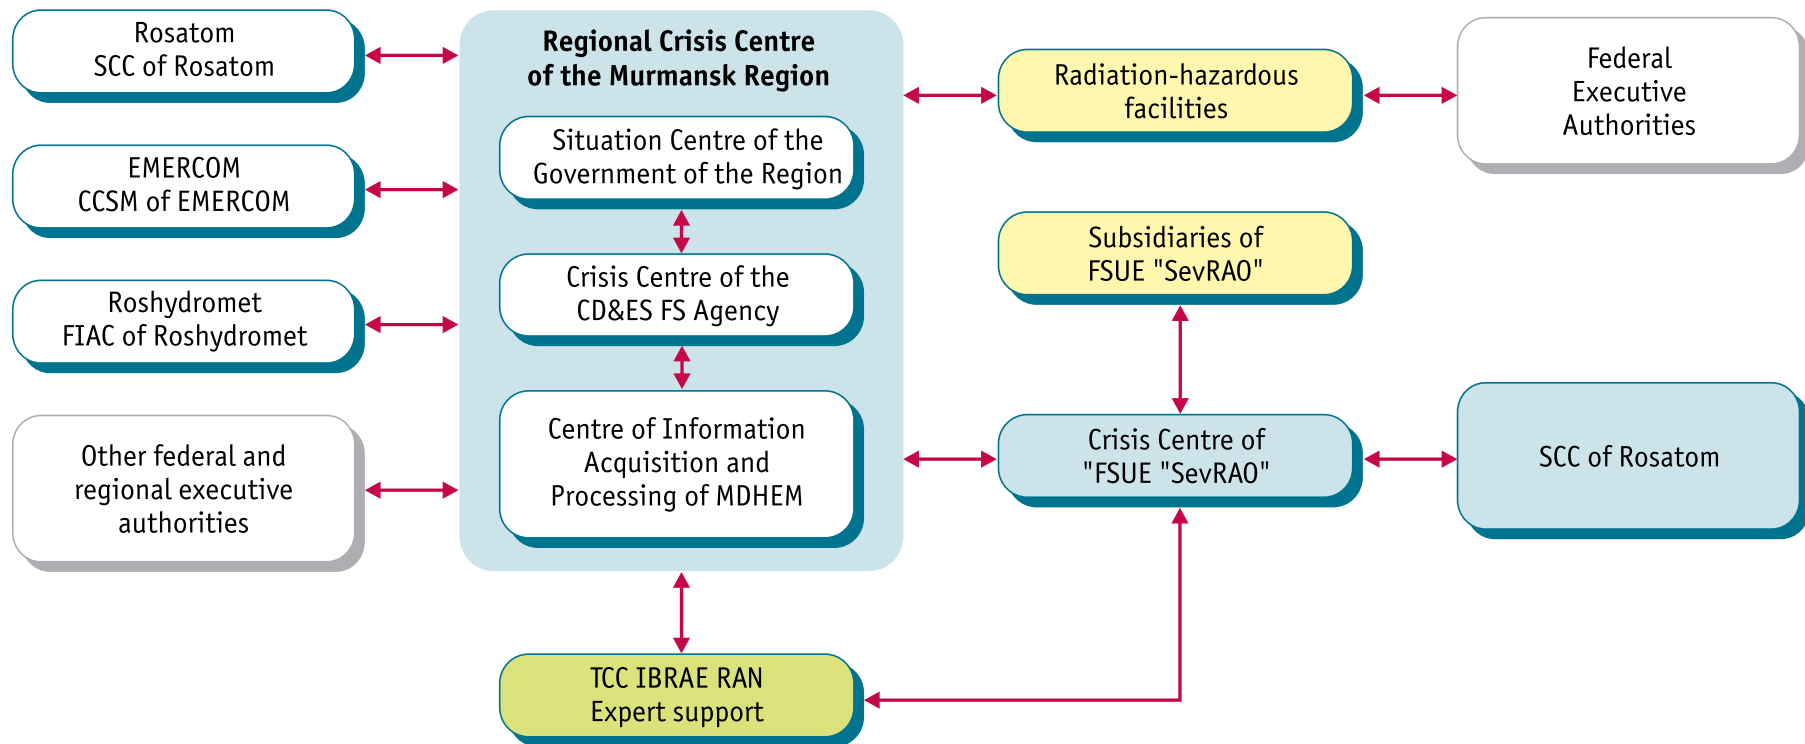 Rosatom
SCC of Rosatom
EMERCOM
CCSM of EMERCOM
Roshydromet
FIAC of Roshydromet
Other federal and
regional executive
authorities
Regional Crisis Centre
of the Murmansk Region
Situation Centre of the
Government of the Region
Crisis Centre of the
CD&ES FS Agency
Centre of Information
Acquisition and
Processing of MDHEM
TCC IBRAE RAN
Expert support
Radiation-hazardous
facilities
Subsidiaries of
FSUE "SevRAO"
Crisis Centre of
"FSUE "SevRAO"
Federal
Executive
Authorities
SCC of Rosatom